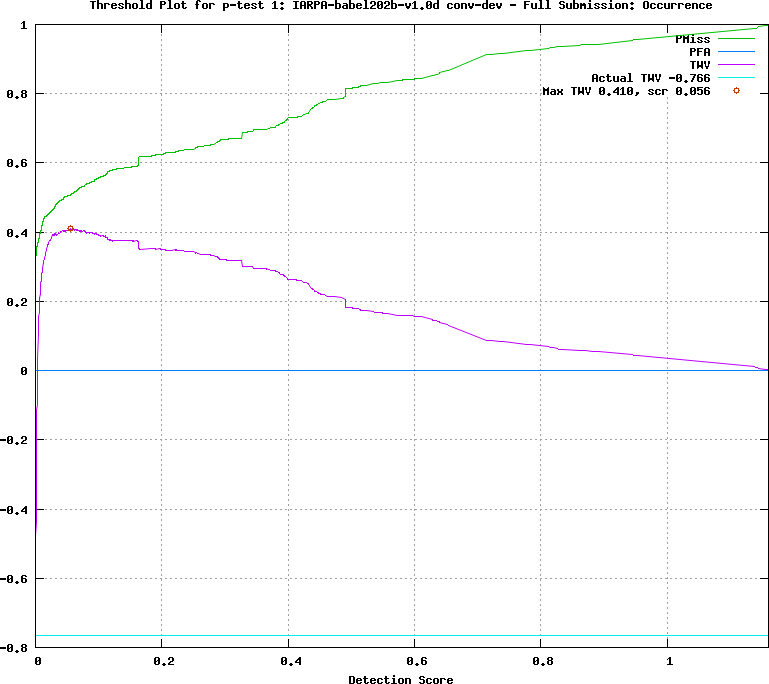 Threshold Plot for p-test 1: IARPA-babel202b-v1.0d conv-dev - Full Submission: Occurrence
PMiss
PFA
TWV
Actual TWV -0.766
Max TWV 0.410, scr 0.056
1
0.8
0.6
0.4
0.2
0
-0.2
-0.4
-0.6
-0.8
0 0.2 0.4 0.6 0.8 1
Detection Score